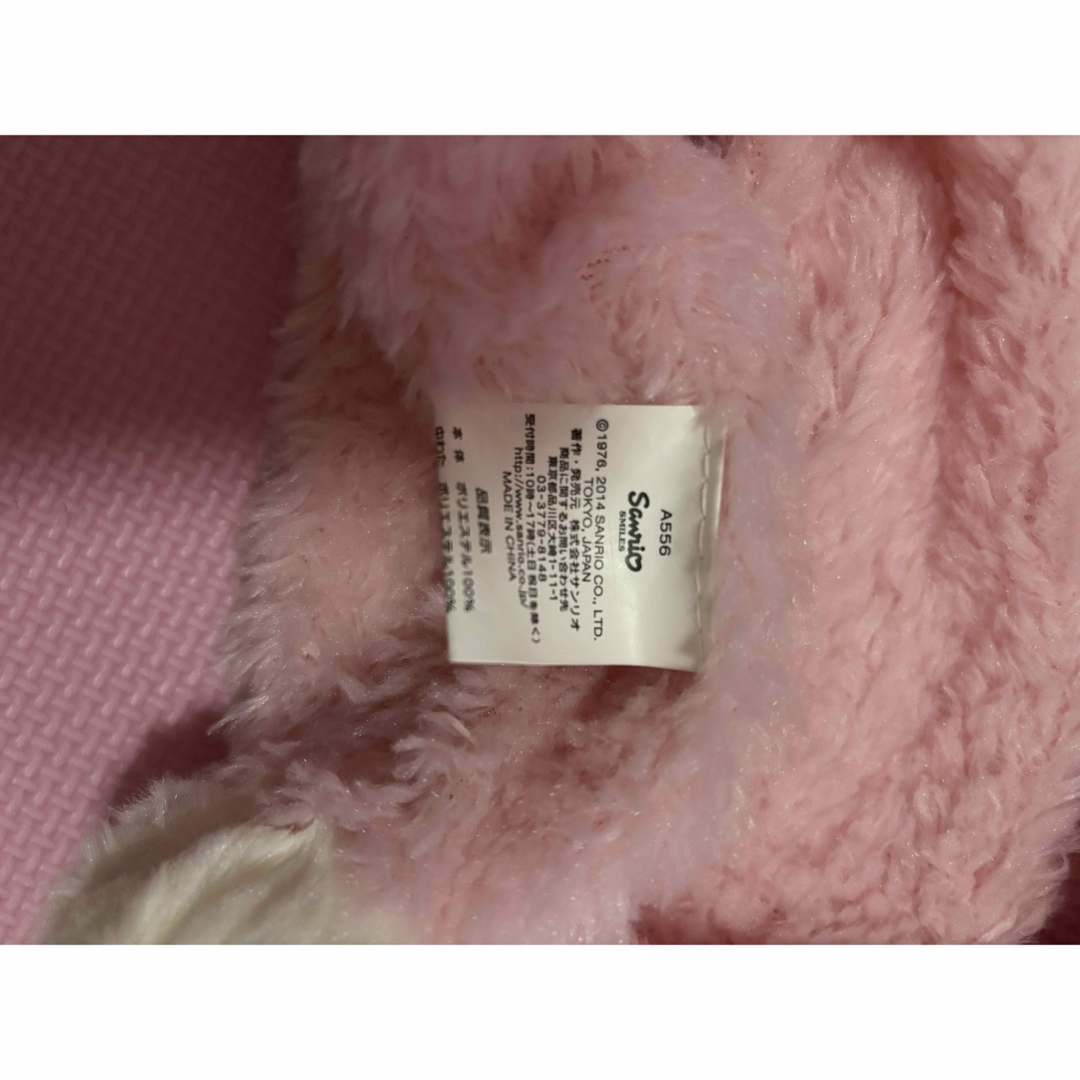 A556
Sanrio
SMILES
©1976, 2014 SANRIO CO., LTD.
TOKYO, JAPAN
著作・発売元 株式会社サンリオ
商品に関するお問い合わせ先
東京都品川区大崎1-11-1
03-3779-8148
受付時間:10時〜17時(土日祝日を除く)
http://www.sanrio.co.jp/
MADE IN CHINA
品質表示
本 体 ポリエステル100%
中わた ポリエステル100%